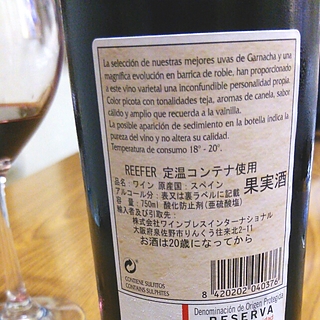 La selección de nuestras mejores uvas de Garnacha y una
magnífica evolución en barrica de roble, han proporcionado
a este vino varietal una inconfundible personalidad propia.
Color picota con tonalidades teja, aromas de canela, sabor
cálido y amplio que recuerda a la vainilla.
La posible aparición de sedimento en la botella indica la
pureza del vino y no altera su calidad.
Temperatura de consumo 18° - 20°.
REEFER 定温コンテナ使用
品名:ワイン 原産国:スペイン 果実酒
アルコール分:表又は裏ラベルに記載
容量:750ml 酸化防止剤(亜硫酸塩)
輸入者及び引取先:
株式会社ワインプレスインターナショナル
大阪府泉佐野市りんくう往来北2-11
お酒は20歳になってから
CONTIENE SULFITOS
CONTAINS SULPHITES
8 420202 040376
Denominación de Origen Protegida
RESERVA